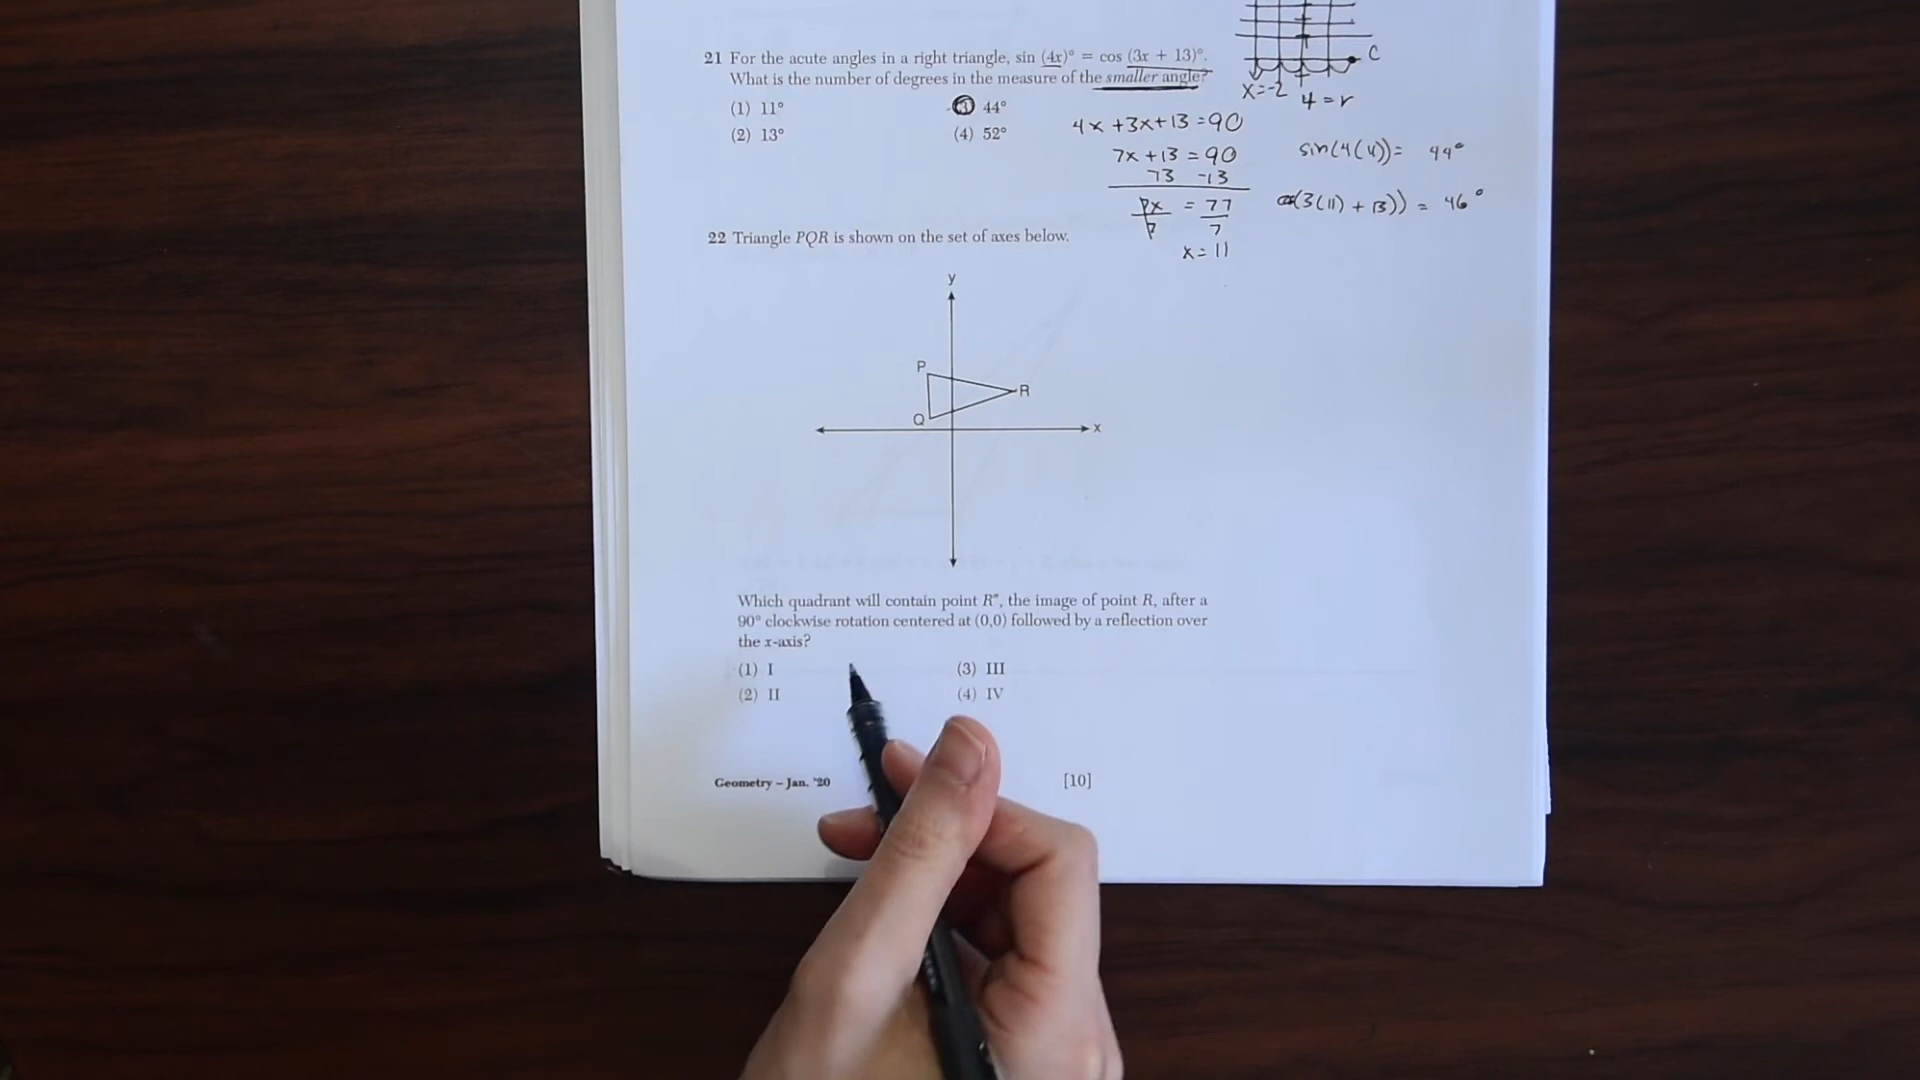 C
x=-2
4=r
21 For the acute angles in a right triangle, sin (4x)° = cos (3x + 13)°.
What is the number of degrees in the measure of the smaller angle?
(1) 11° 44°
(2) 13° (4) 52°
4x+3x+13=90
7x+13=90
-13 -13
7x = 77
7 7
x=11
sin(4(11))= 44°
(3(11)+13))= 46°
22 Triangle PQR is shown on the set of axes below.
y
P
R
Q
x
Which quadrant will contain point R″, the image of point R, after a
90° clockwise rotation centered at (0,0) followed by a reflection over
the x-axis?
(1) I (3) III
(2) II (4) IV
Geometry – Jan. '20 [10]